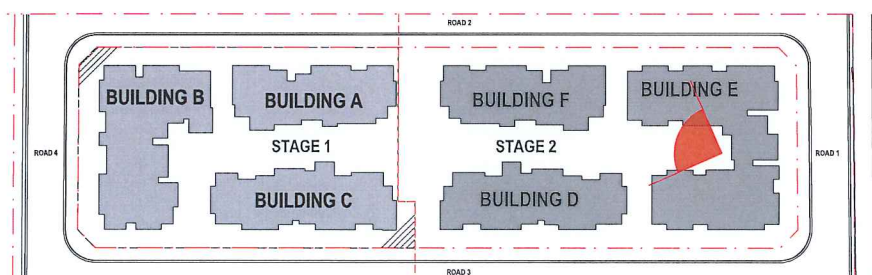 ROAD 2
BUILDING B
BUILDING A
BUILDING F
BUILDING E
STAGE 1
STAGE 2
ROAD 4
ROAD 1
BUILDING C
BUILDING D
ROAD 3